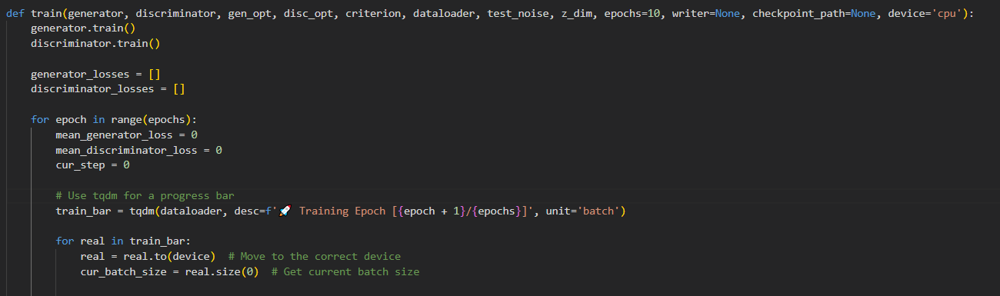 def train(generator, discriminator, gen_opt, disc_opt, criterion, dataloader, test_noise, z_dim, epochs=10, writer=None, checkpoint_path=None, device='cpu'):
    generator.train()
    discriminator.train()

    generator_losses = []
    discriminator_losses = []

    for epoch in range(epochs):
        mean_generator_loss = 0
        mean_discriminator_loss = 0
        cur_step = 0

        # Use tqdm for a progress bar
        train_bar = tqdm(dataloader, desc=f'🚀 Training Epoch [{epoch + 1}/{epochs}]', unit='batch')

        for real in train_bar:
            real = real.to(device)  # Move to the correct device
            cur_batch_size = real.size(0)  # Get current batch size